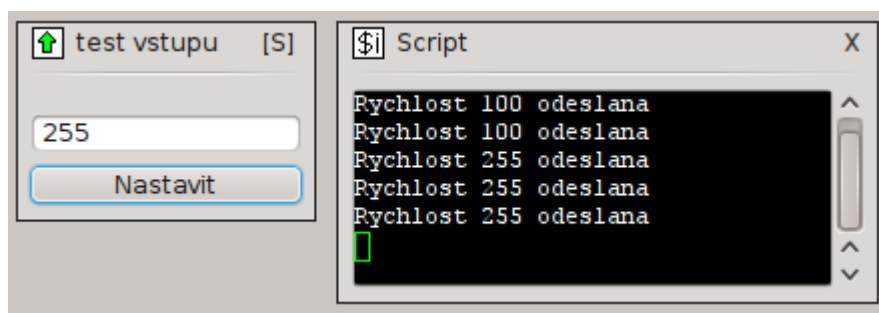 test vstupu [S]
255
Nastavit
$i Script X
Rychlost 100 odeslana
Rychlost 100 odeslana
Rychlost 255 odeslana
Rychlost 255 odeslana
Rychlost 255 odeslana